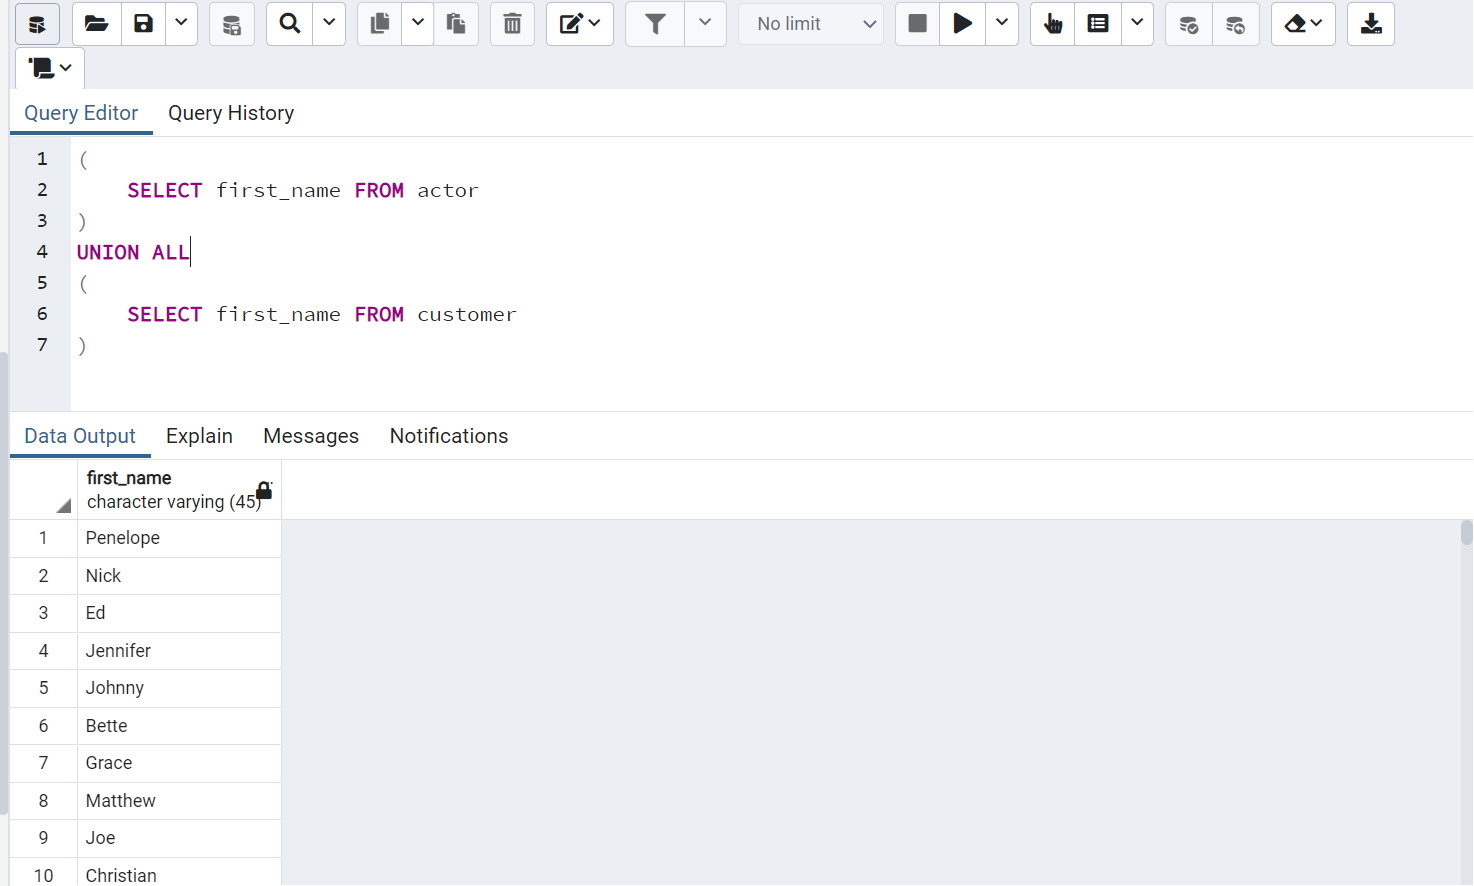 No limit
Query Editor Query History
1 (
2 SELECT first_name FROM actor
3 )
4 UNION ALL
5 (
6 SELECT first_name FROM customer
7 )
Data Output Explain Messages Notifications
first_name
character varying (45)
1 Penelope
2 Nick
3 Ed
4 Jennifer
5 Johnny
6 Bette
7 Grace
8 Matthew
9 Joe
10 Christian